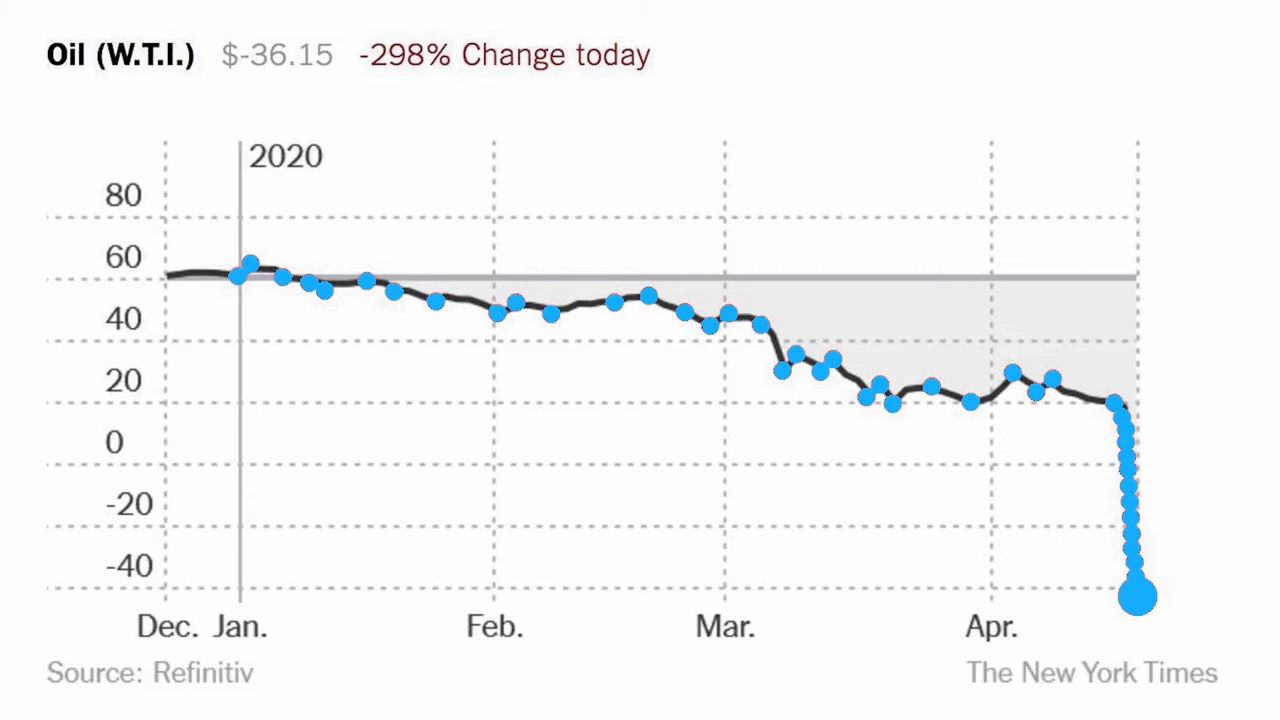 Oil (W.T.I.) $-36.15 -298% Change today
2020
80
60
40
20
0
-20
-40
Dec. Jan. Feb. Mar. Apr.
Source: Refinitiv The New York Times